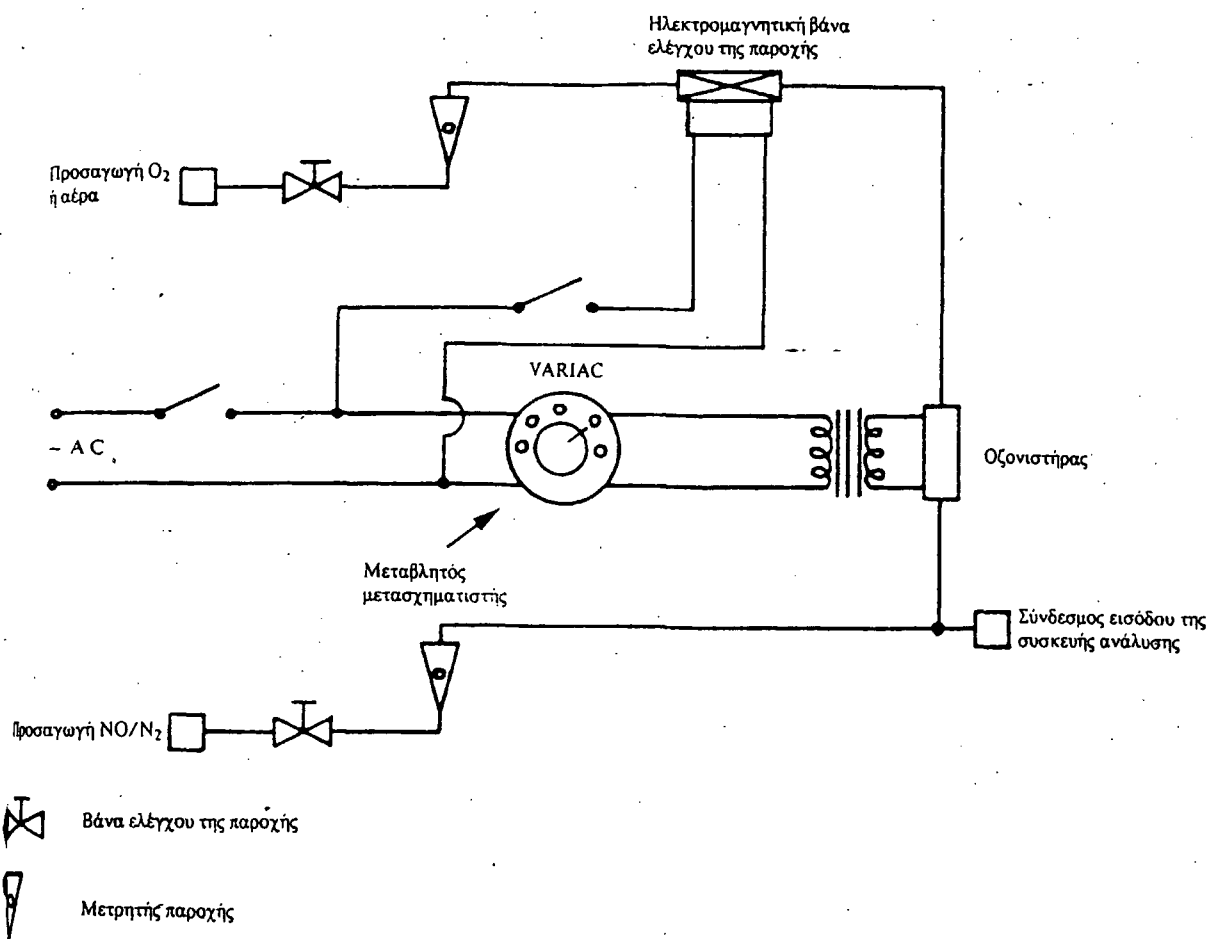 Ηλεκτρομαγνητική βάνα
ελέγχου της παροχής
Προσαγωγή O₂
ή αέρα
VARIAC
~ AC
Οζονιστήρας
Μεταβλητός
μετασχηματιστής
Σύνδεσμος εισόδου της
συσκευής ανάλυσης
Προσαγωγή NO/N₂
Βάνα ελέγχου της παροχής
Μετρητής παροχής